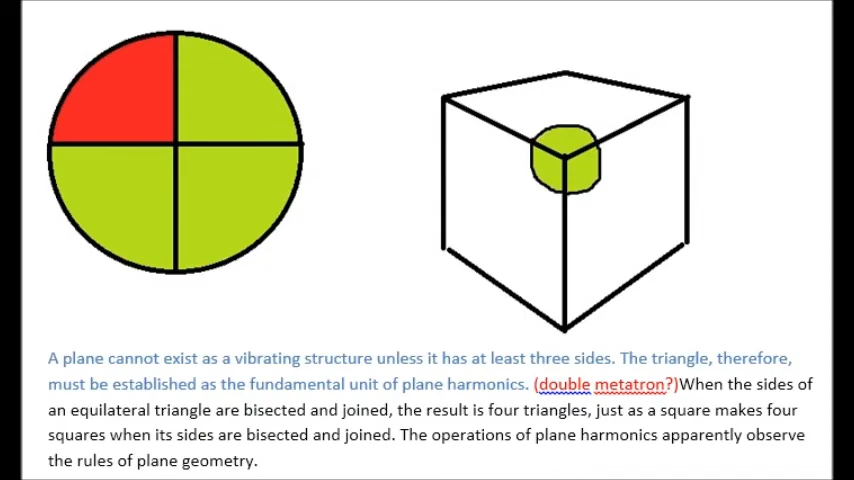 A plane cannot exist as a vibrating structure unless it has at least three sides. The triangle, therefore,
must be established as the fundamental unit of plane harmonics. (double metatron?)When the sides of
an equilateral triangle are bisected and joined, the result is four triangles, just as a square makes four
squares when its sides are bisected and joined. The operations of plane harmonics apparently observe
the rules of plane geometry.